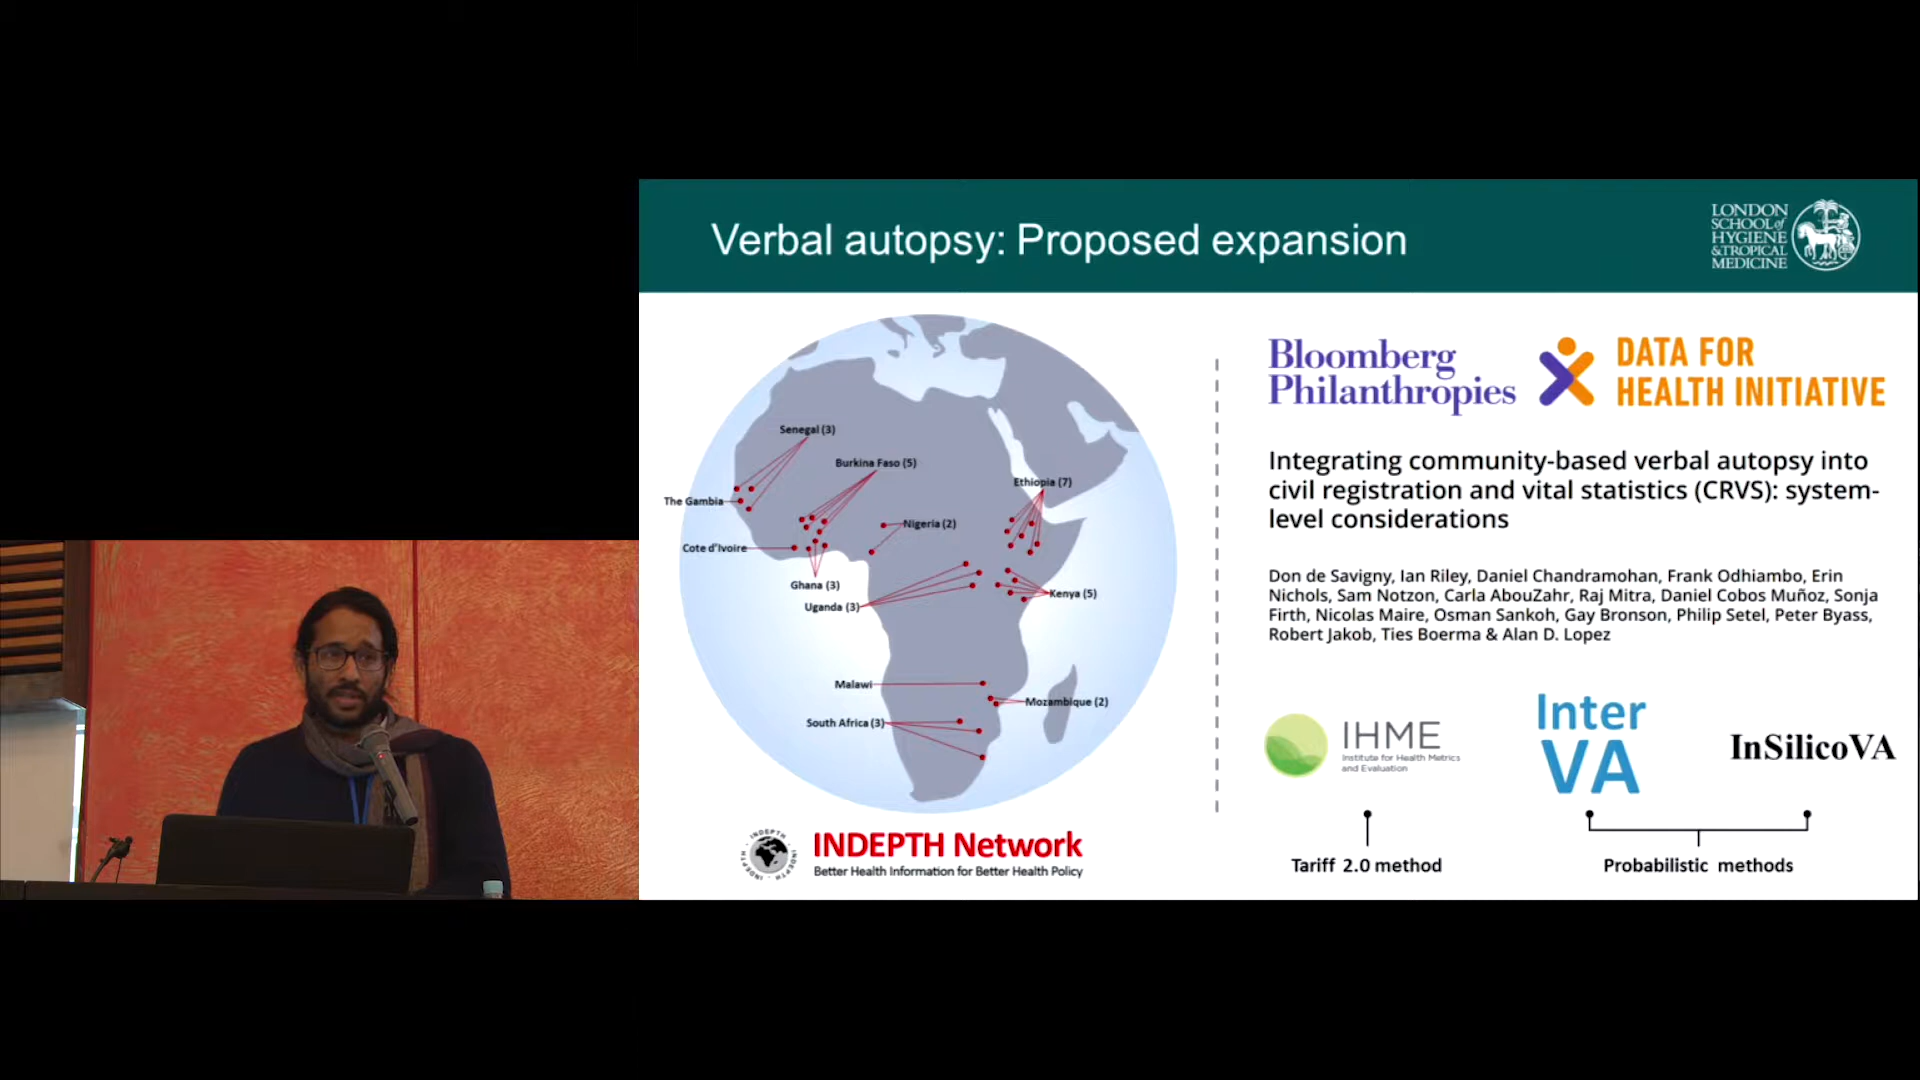 Verbal autopsy: Proposed expansion
LONDON
SCHOOL of
HYGIENE
& TROPICAL
MEDICINE
Senegal (3)
Burkina Faso (5)
Ethiopia (7)
The Gambia
Nigeria (2)
Cote d'Ivoire
Ghana (3)
Kenya (5)
Uganda (3)
Malawi
Mozambique (2)
South Africa (3)
INDEPTH
INDEPTH Network
Better Health Information for Better Health Policy
Bloomberg
Philanthropies
DATA FOR
HEALTH INITIATIVE
Integrating community-based verbal autopsy into
civil registration and vital statistics (CRVS): system-
level considerations
Don de Savigny, Ian Riley, Daniel Chandramohan, Frank Odhiambo, Erin
Nichols, Sam Notzon, Carla AbouZahr, Raj Mitra, Daniel Cobos Muñoz, Sonja
Firth, Nicolas Maire, Osman Sankoh, Gay Bronson, Philip Setel, Peter Byass,
Robert Jakob, Ties Boerma & Alan D. Lopez
IHME
Institute for Health Metrics
and Evaluation
Inter
VA
InSilicoVA
Tariff 2.0 method
Probabilistic methods